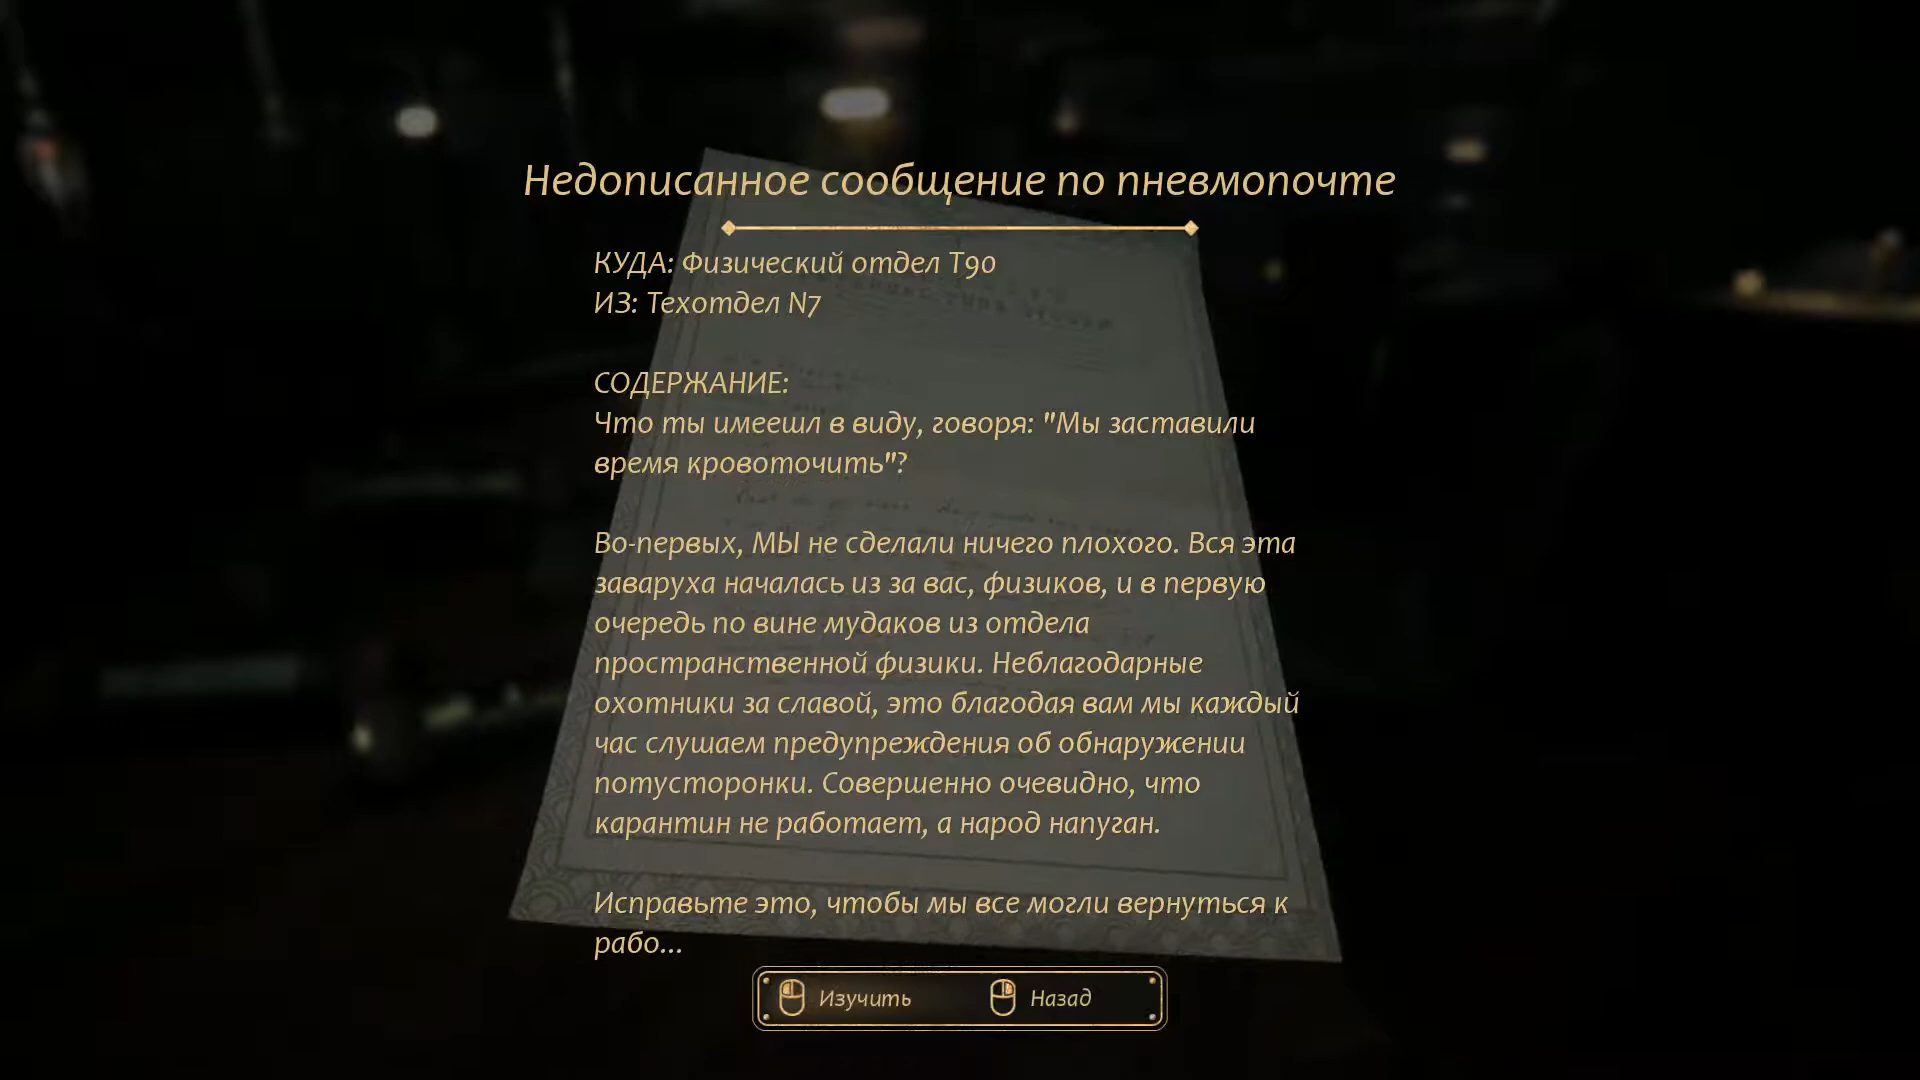 Недописанное сообщение по пневмопочте
КУДА: Физический отдел Т90
ИЗ: Техотдел N7
СОДЕРЖАНИЕ:
Что ты имеешл в виду, говоря: "Мы заставили
время кровоточить"?
Во-первых, МЫ не сделали ничего плохого. Вся эта
заваруха началась из за вас, физиков, и в первую
очередь по вине мудаков из отдела
пространственной физики. Неблагодарные
охотники за славой, это благодая вам мы каждый
час слушаем предупреждения об обнаружении
потусторонки. Совершенно очевидно, что
карантин не работает, а народ напуган.
Исправьте это, чтобы мы все могли вернуться к
рабо...
Изучить
Назад